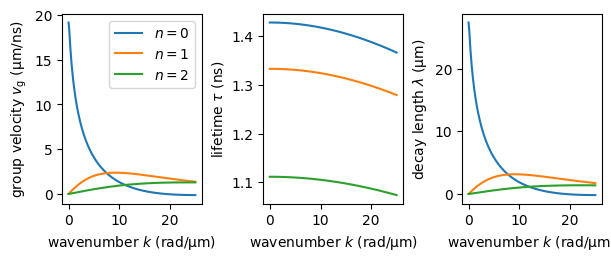 group velocity v_g (µm/ns)
20
15
10
5
0
0 10 20
wavenumber k (rad/µm)
n = 0
n = 1
n = 2
lifetime τ (ns)
1.4
1.3
1.2
1.1
0 10 20
wavenumber k (rad/µm)
decay length λ (µm)
20
10
0
0 10 20
wavenumber k (rad/µm